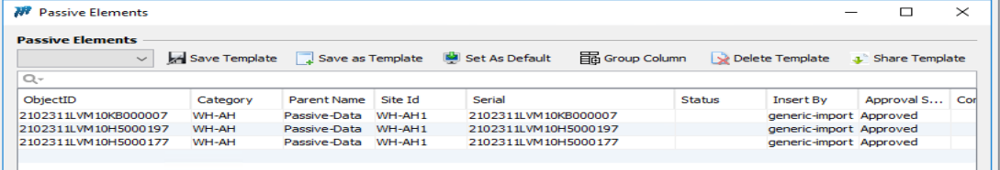 Passive Elements
Passive Elements
Save Template Save as Template Set As Default Group Column Delete Template Share Template
ObjectID Category Parent Name Site Id Serial Status Insert By Approval S... Cor
2102311LVM10KB000007 WH-AH Passive-Data WH-AH1 2102311LVM10KB000007 generic-import Approved
2102311LVM10H5000197 WH-AH Passive-Data WH-AH1 2102311LVM10H5000197 generic-import Approved
2102311LVM10H5000177 WH-AH Passive-Data WH-AH1 2102311LVM10H5000177 generic-import Approved